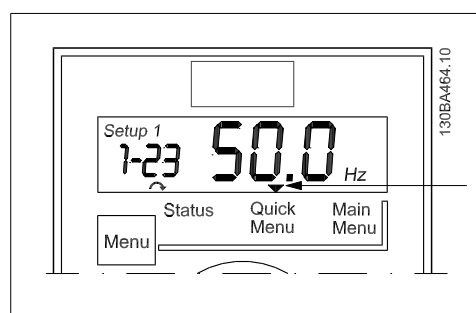 130BA464.10
Setup 1
1-23 50.0 Hz
Status Quick Menu Main Menu
Menu